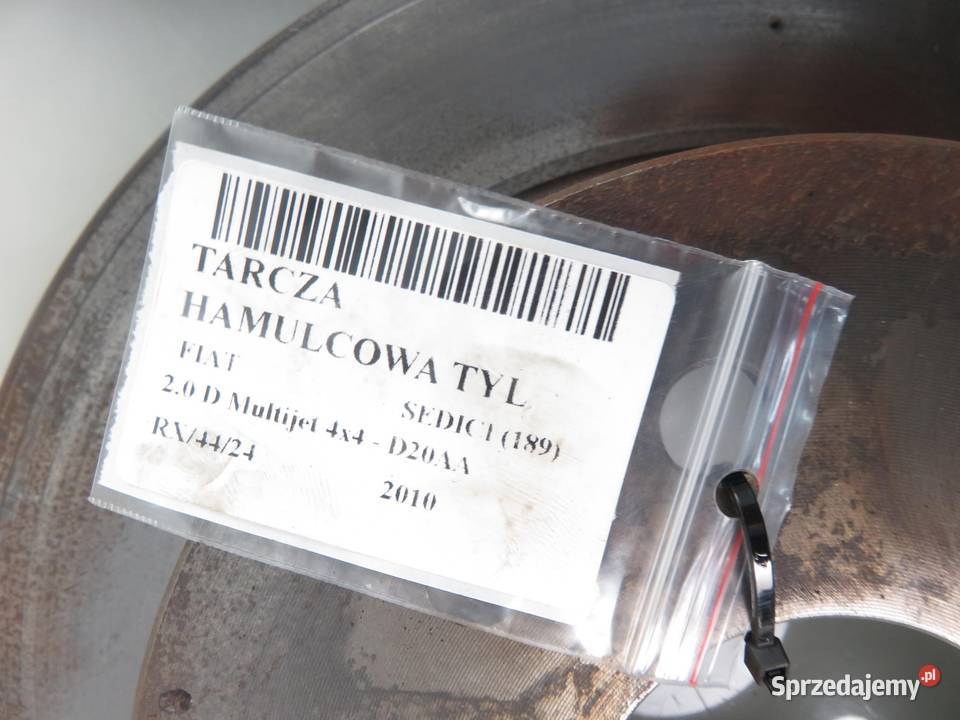 TARCZA
HAMULCOWA TYL
FIAT
SEDICI (189)
2.0 D Multijet 4x4 - D20AA
RX/44/24
2010
Sprzedajemy.pl